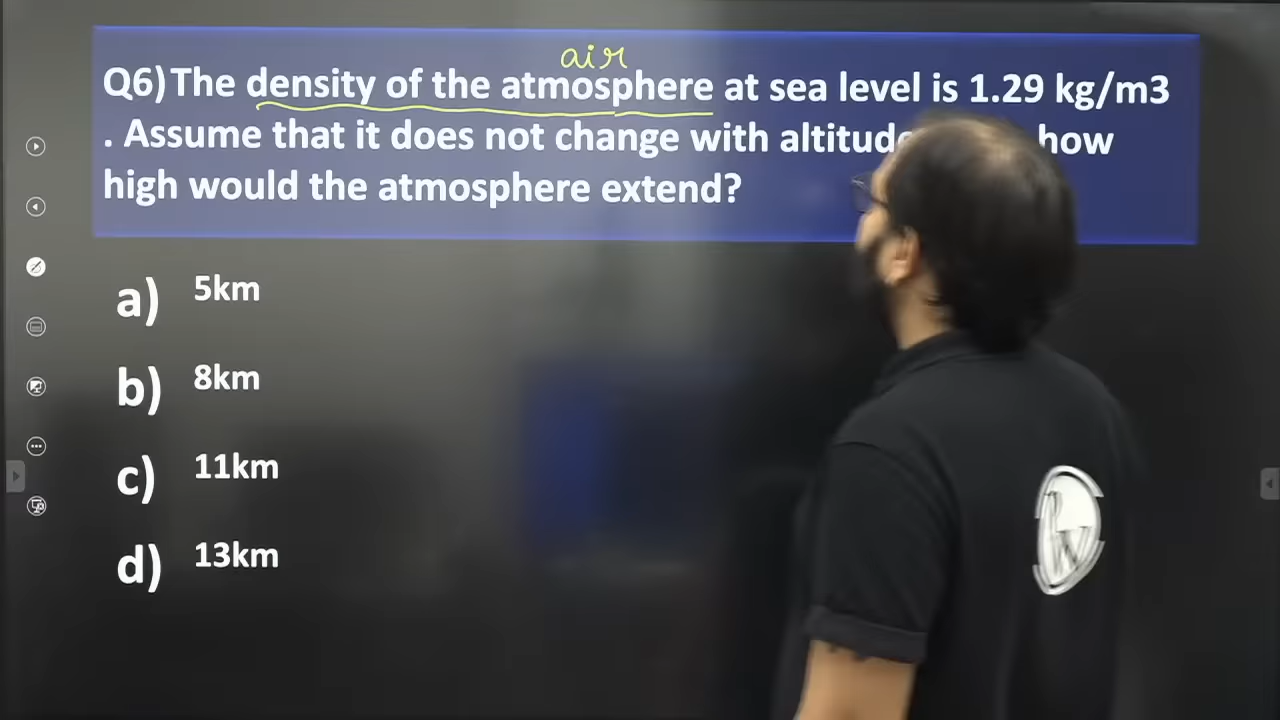 air
Q6) The density of the atmosphere at sea level is 1.29 kg/m3
. Assume that it does not change with how
high would the atmosphere extend?
a) 5km
b) 8km
c) 11km
d) 13km
PW